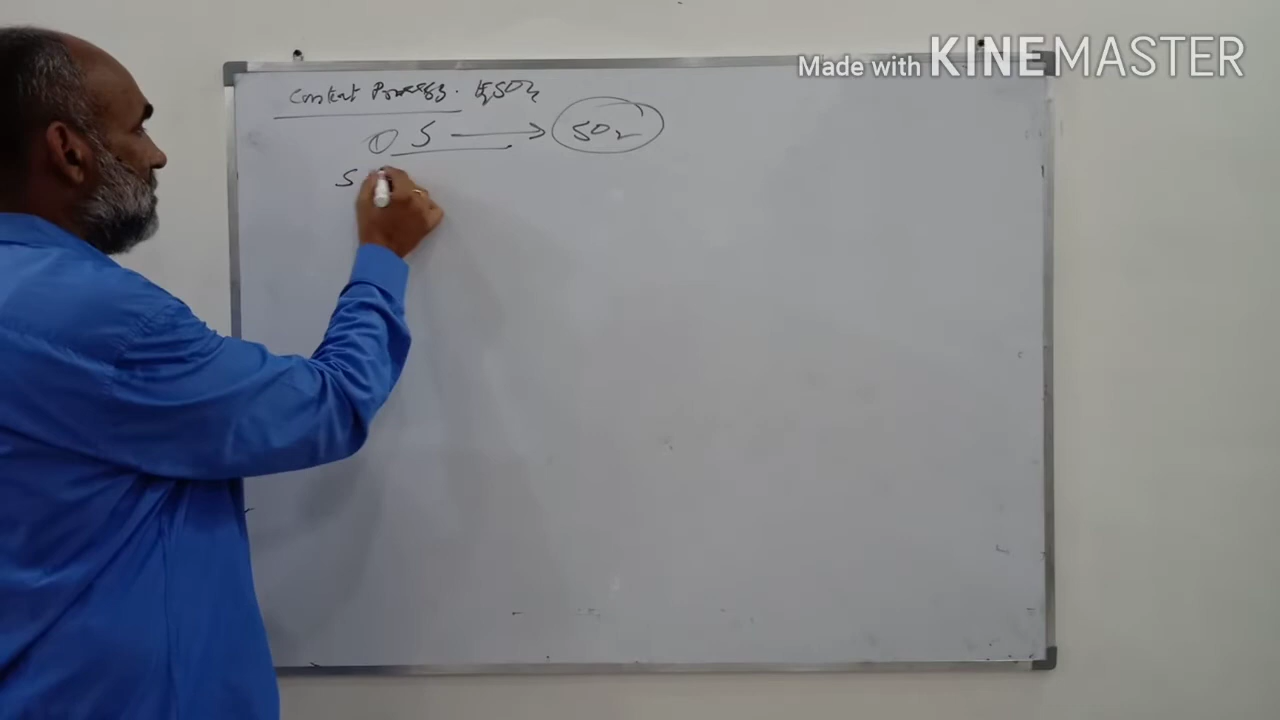 Made with KINEMASTER
Contact Process. H2SO4
① S ⟶ SO2
S